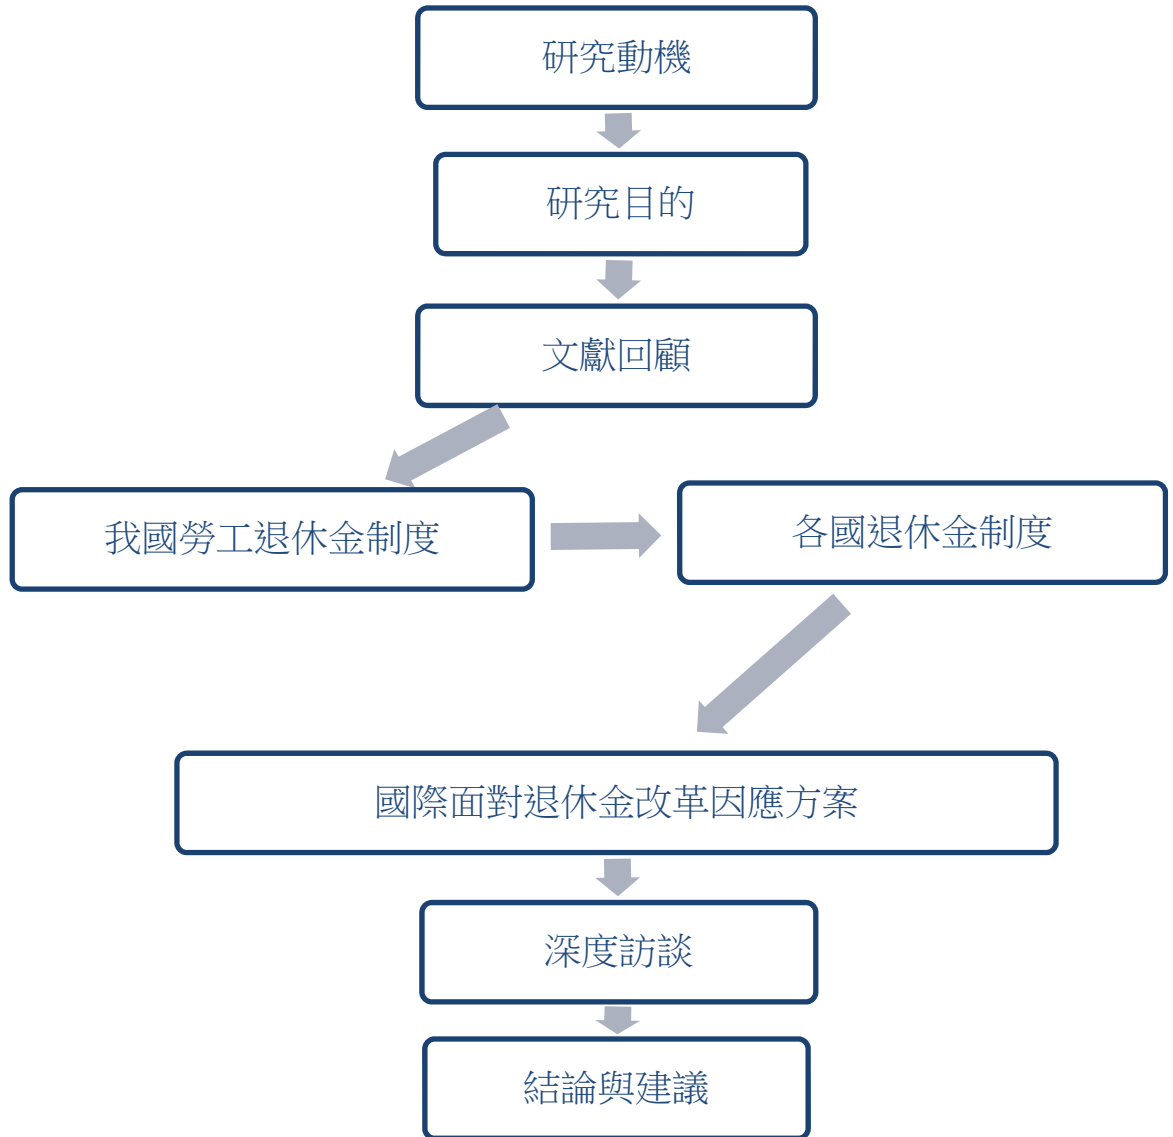 研究動機
研究目的
文獻回顧
我國勞工退休金制度
各國退休金制度
國際面對退休金改革因應方案
深度訪談
結論與建議